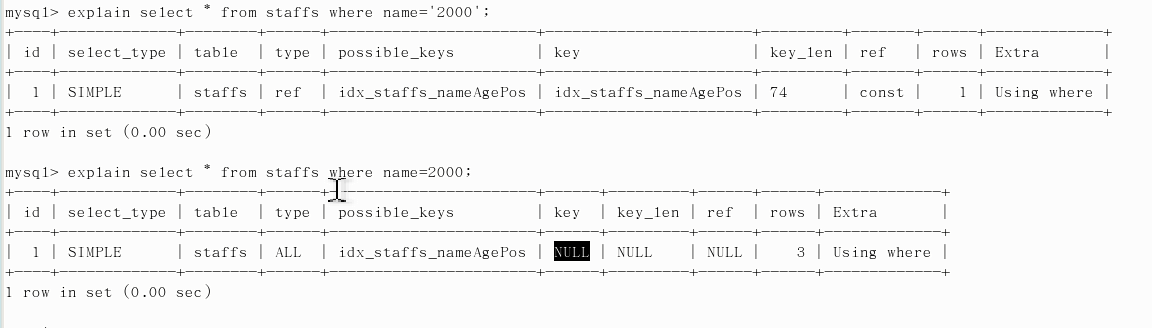 mysql> explain select * from staffs where name='2000';
+----+-------------+--------+------+-----------------------+-----------------------+---------+-------+------+-------------+
| id | select_type | table | type | possible_keys | key | key_len | ref | rows | Extra |
+----+-------------+--------+------+-----------------------+-----------------------+---------+-------+------+-------------+
| 1 | SIMPLE | staffs | ref | idx_staffs_nameAgePos | idx_staffs_nameAgePos | 74 | const | 1 | Using where |
+----+-------------+--------+------+-----------------------+-----------------------+---------+-------+------+-------------+
1 row in set (0.00 sec)
mysql> explain select * from staffs where name=2000;
+----+-------------+--------+------+-----------------------+------+---------+------+------+-------------+
| id | select_type | table | type | possible_keys | key | key_len | ref | rows | Extra |
+----+-------------+--------+------+-----------------------+------+---------+------+------+-------------+
| 1 | SIMPLE | staffs | ALL | idx_staffs_nameAgePos | NULL | NULL | NULL | 3 | Using where |
+----+-------------+--------+------+-----------------------+------+---------+------+------+-------------+
1 row in set (0.00 sec)